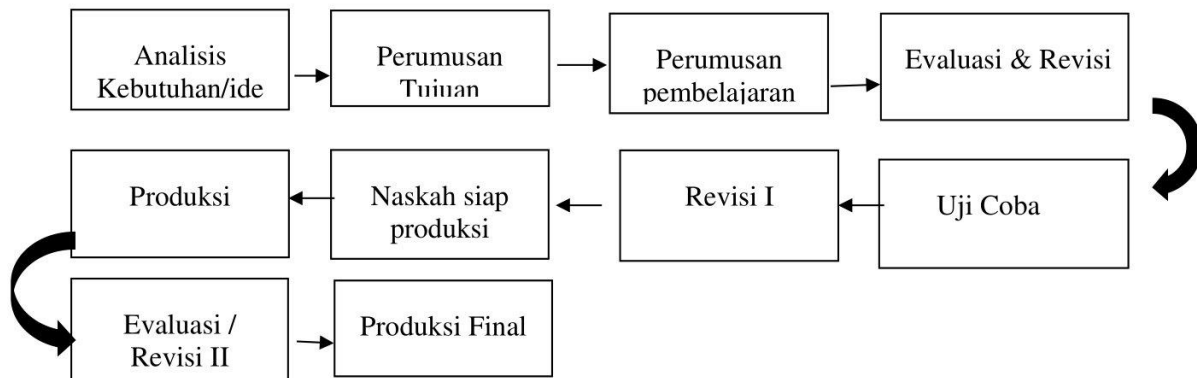 Analisis
Kebutuhan/ide
Perumusan
Tujuan
Perumusan
pembelajaran
Evaluasi & Revisi
Produksi
Naskah siap
produksi
Revisi I
Uji Coba
Evaluasi /
Revisi II
Produksi Final